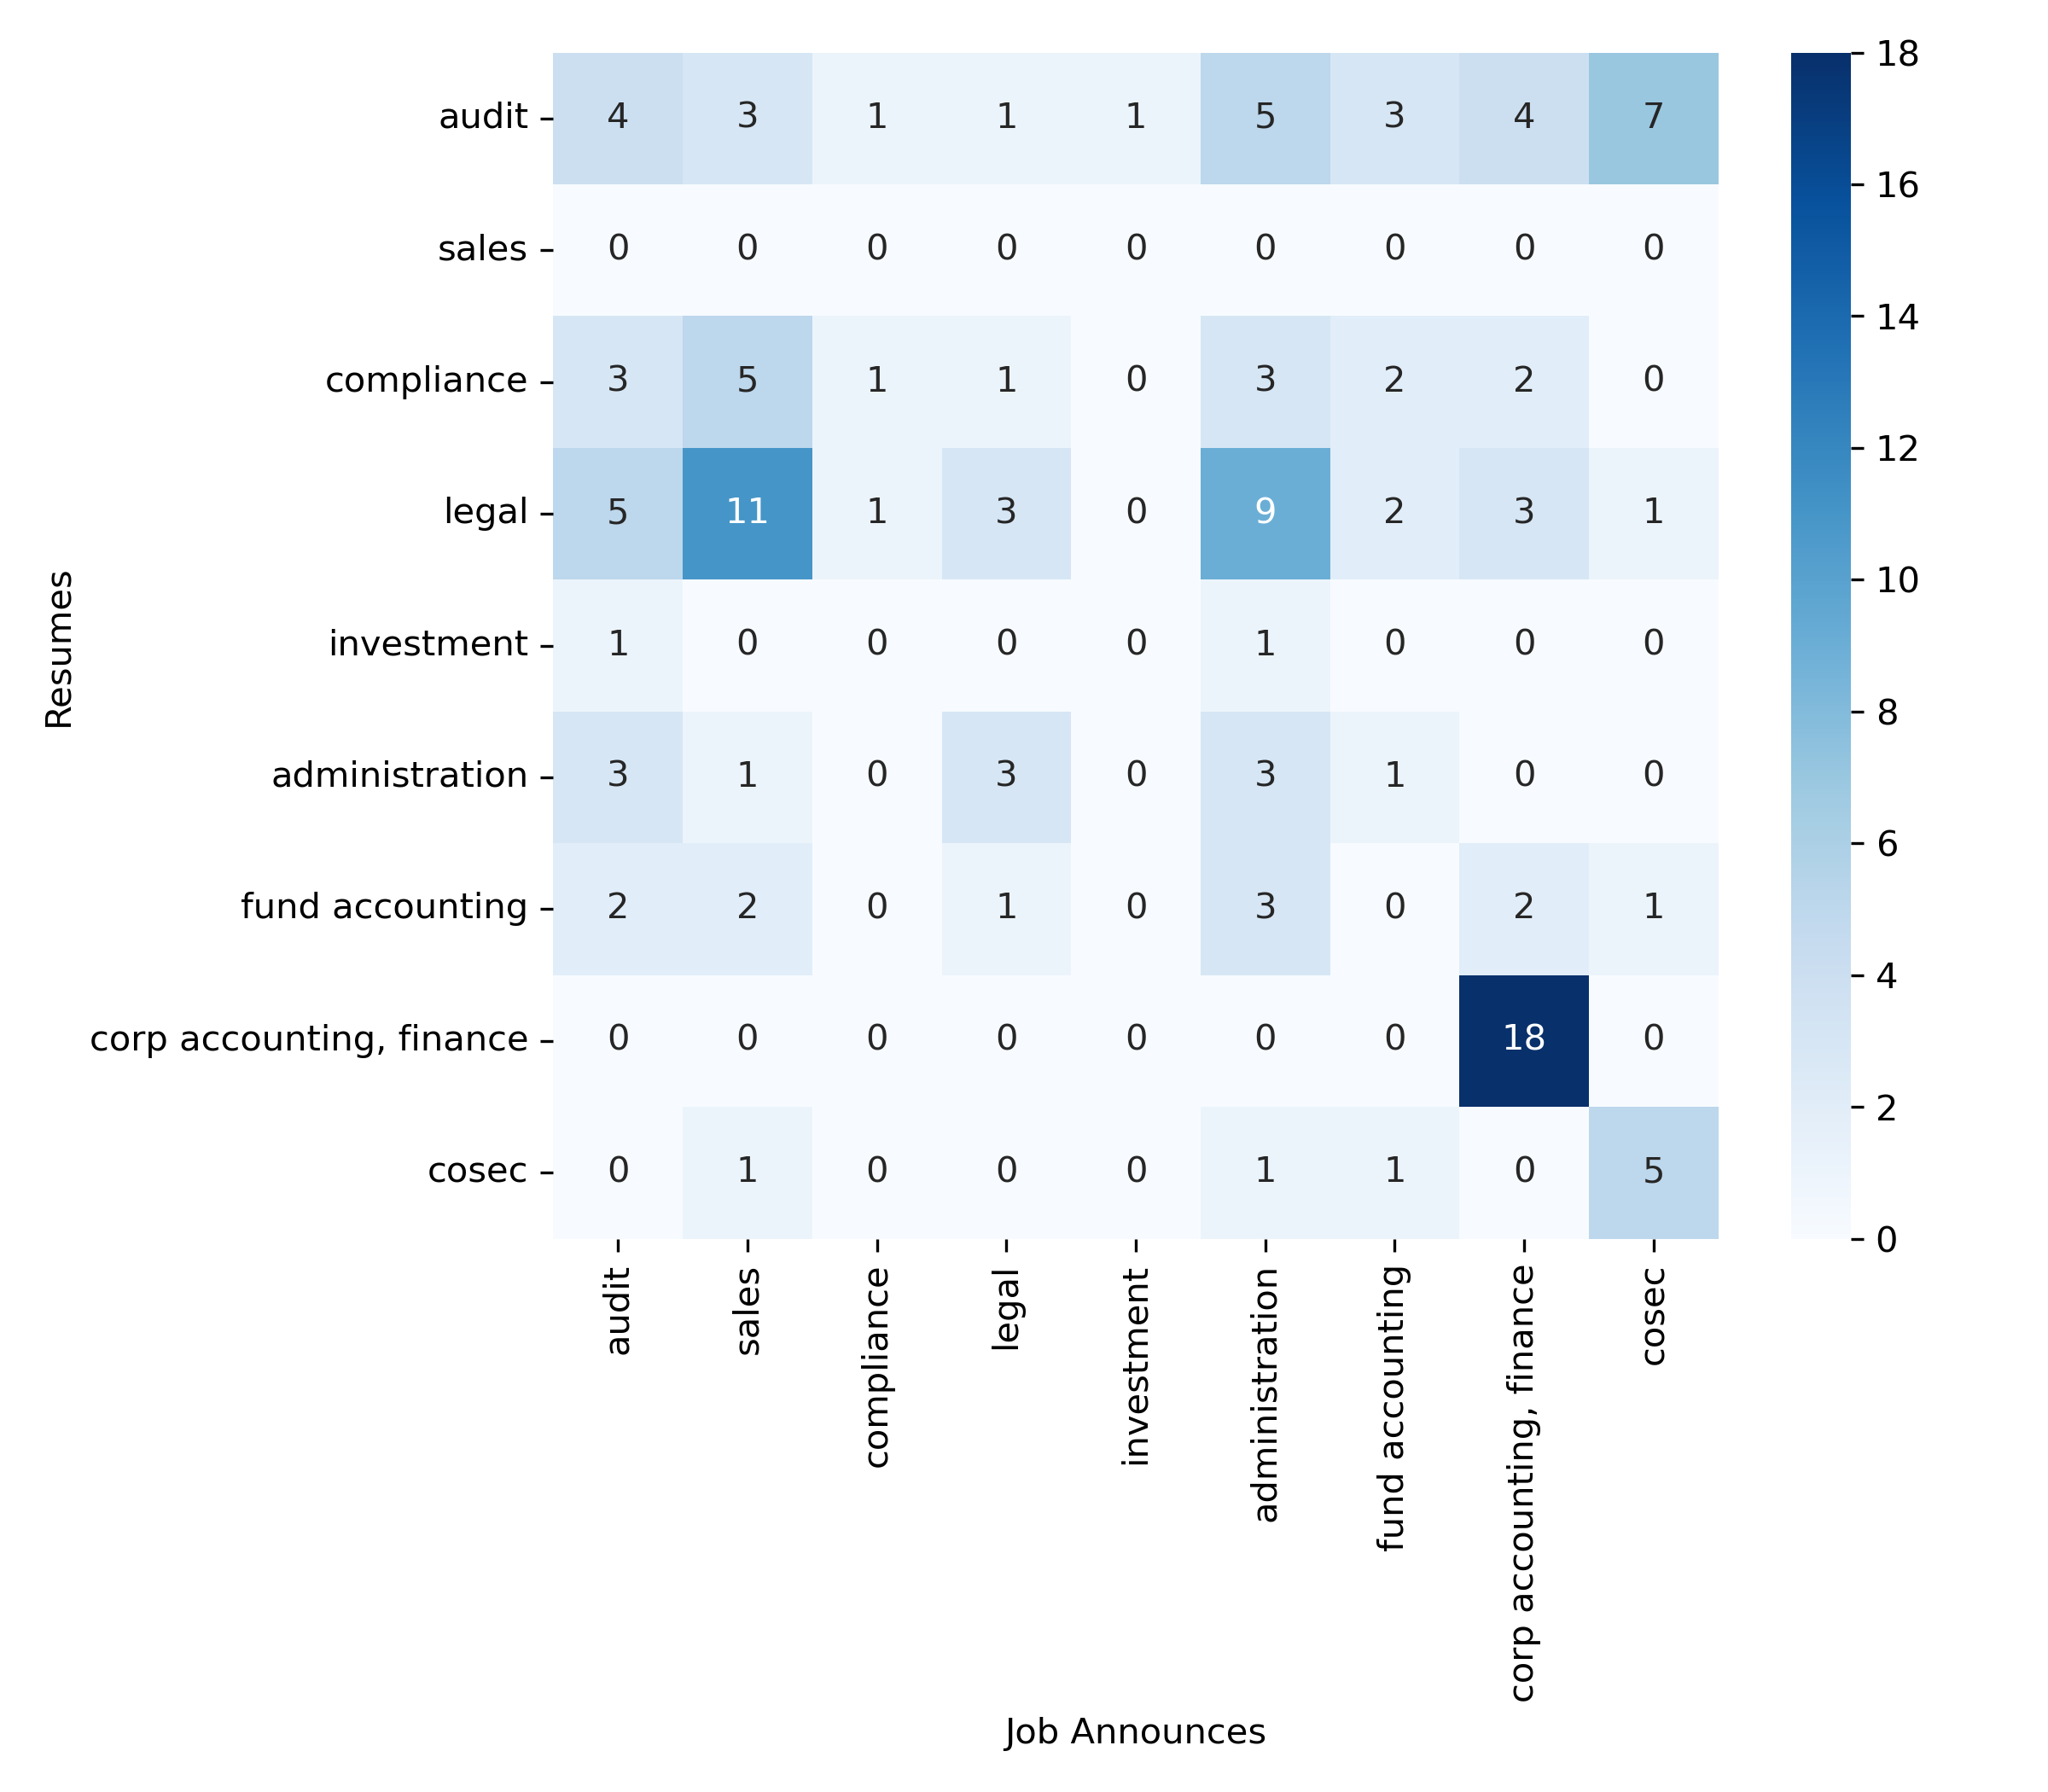 audit 4 3 1 1 1 5 3 4 7
sales 0 0 0 0 0 0 0 0 0
compliance 3 5 1 1 0 3 2 2 0
legal 5 11 1 3 0 9 2 3 1
investment 1 0 0 0 0 1 0 0 0
administration 3 1 0 3 0 3 1 0 0
fund accounting 2 2 0 1 0 3 0 2 1
corp accounting, finance 0 0 0 0 0 0 0 18 0
cosec 0 1 0 0 0 1 1 0 5
Resumes
audit
sales
compliance
legal
investment
administration
fund accounting
corp accounting, finance
cosec
Job Announces
18
16
14
12
10
8
6
4
2
0